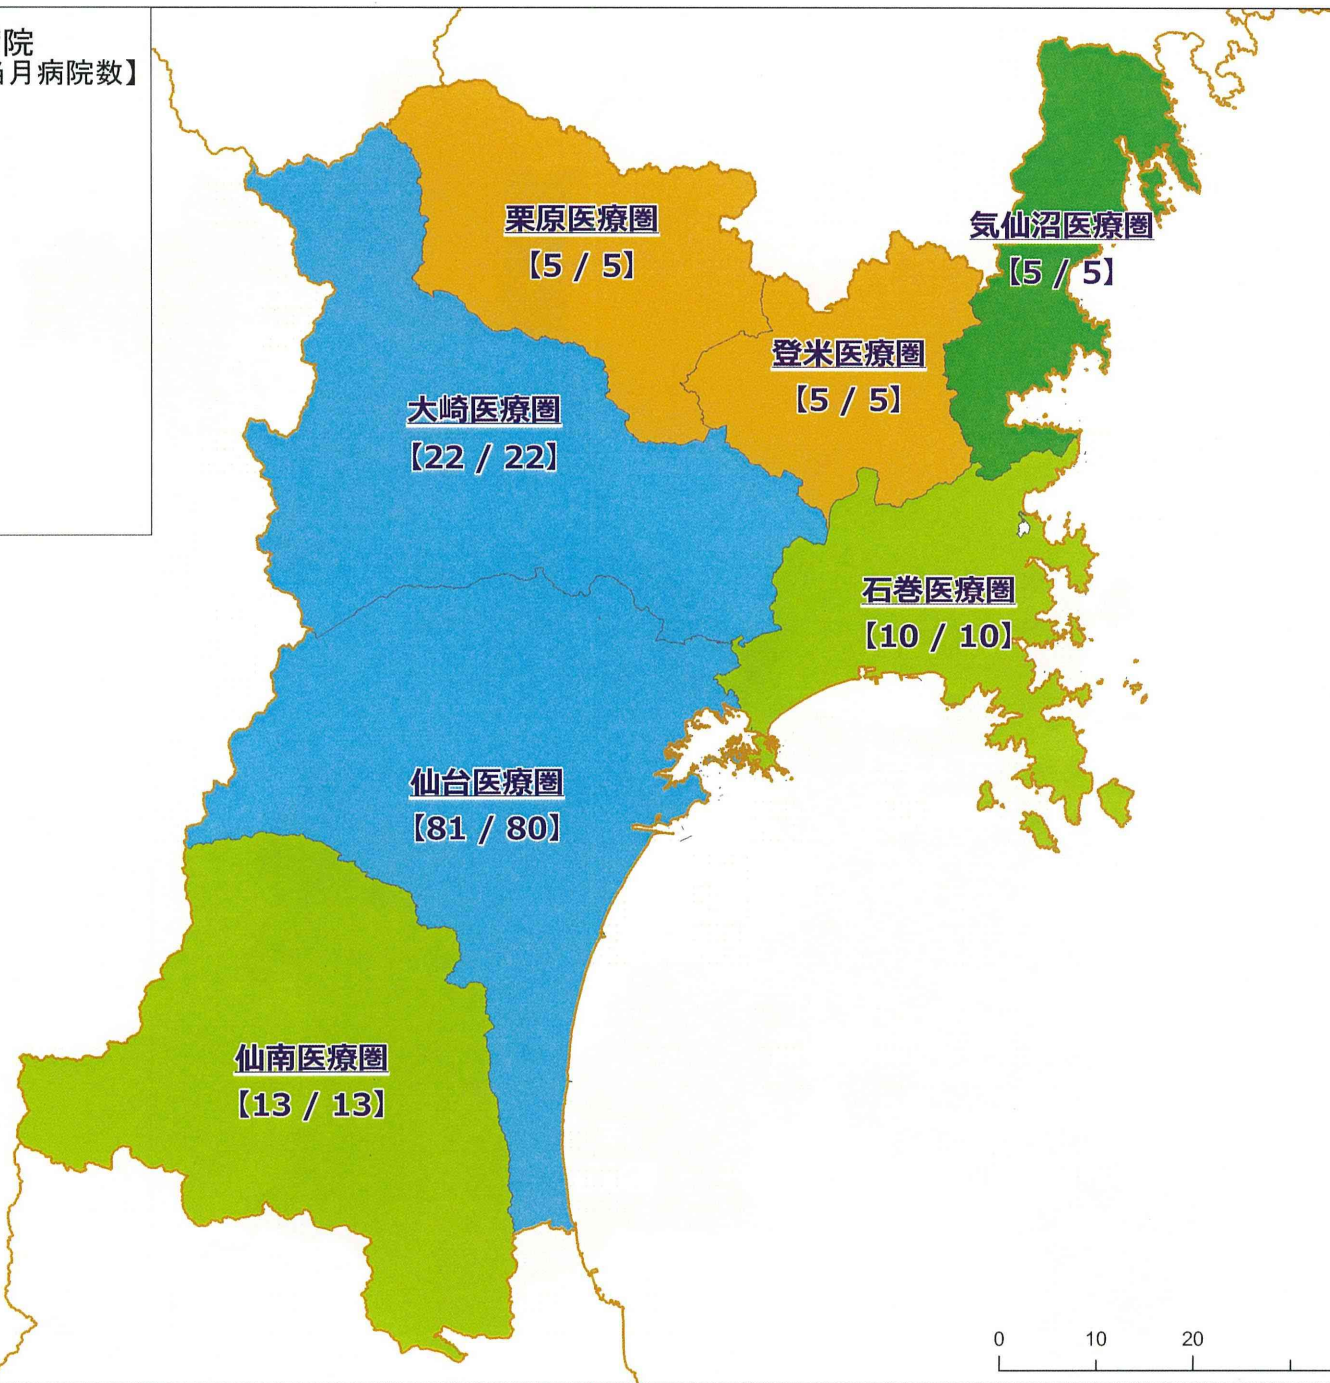 院
月病院数】
栗原医療圏
【5 / 5】
気仙沼医療圏
【5 / 5】
登米医療圏
【5 / 5】
大崎医療圏
【22 / 22】
石巻医療圏
【10 / 10】
仙台医療圏
【81 / 80】
仙南医療圏
【13 / 13】
0 10 20